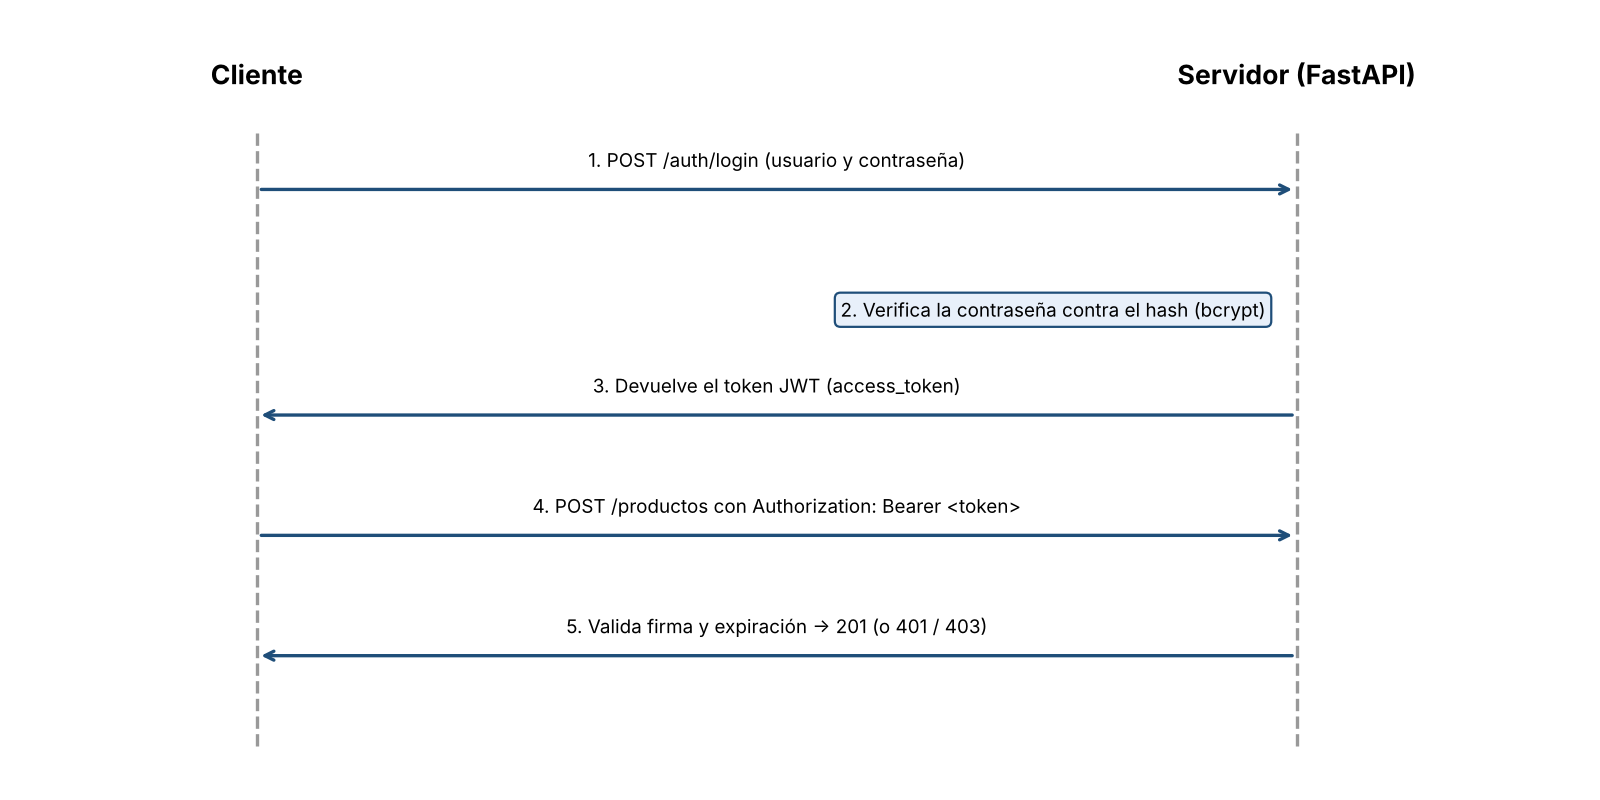 Cliente
Servidor (FastAPI)
1. POST /auth/login (usuario y contraseña)
2. Verifica la contraseña contra el hash (bcrypt)
3. Devuelve el token JWT (access_token)
4. POST /productos con Authorization: Bearer <token>
5. Valida firma y expiración → 201 (o 401 / 403)